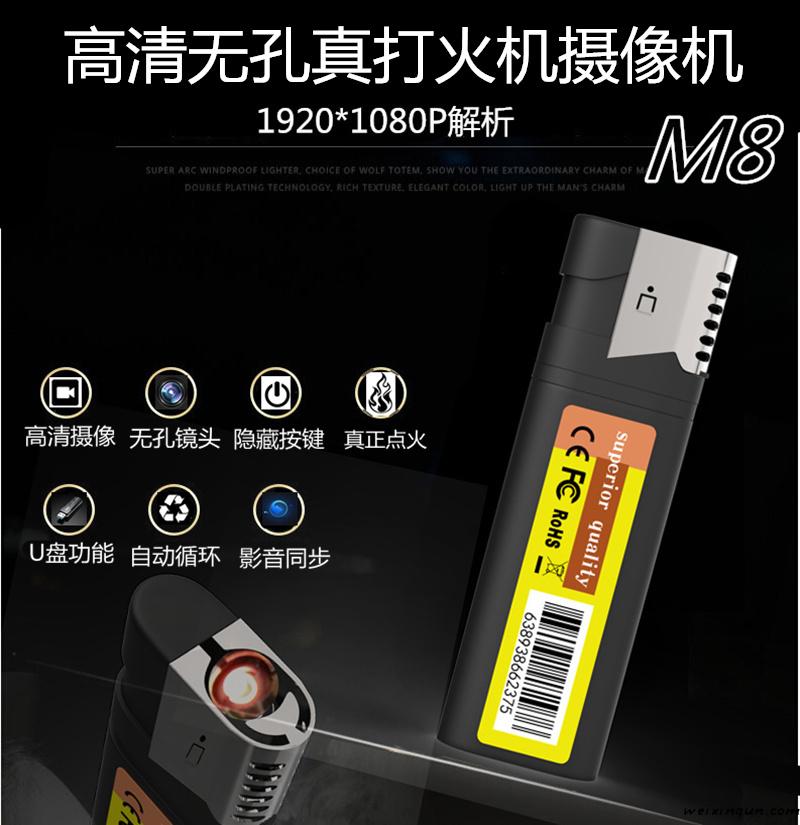 高清无孔真打火机摄像机
1920*1080P解析
M8
SUPER ARC WINDPROOF LIGHTER, CHOICE OF WOLF TOTEM, SHOW YOU THE EXTRAORDINARY CHARM OF
DOUBLE PLATING TECHNOLOGY, RICH TEXTURE, ELEGANT COLOR, LIGHT UP THE MAN'S CHARM
高清摄像
无孔镜头
隐藏按键
真正点火
U盘功能
自动循环
影音同步
superior quality
CE FC RoHS
638938662375
CE
weixinqun.com